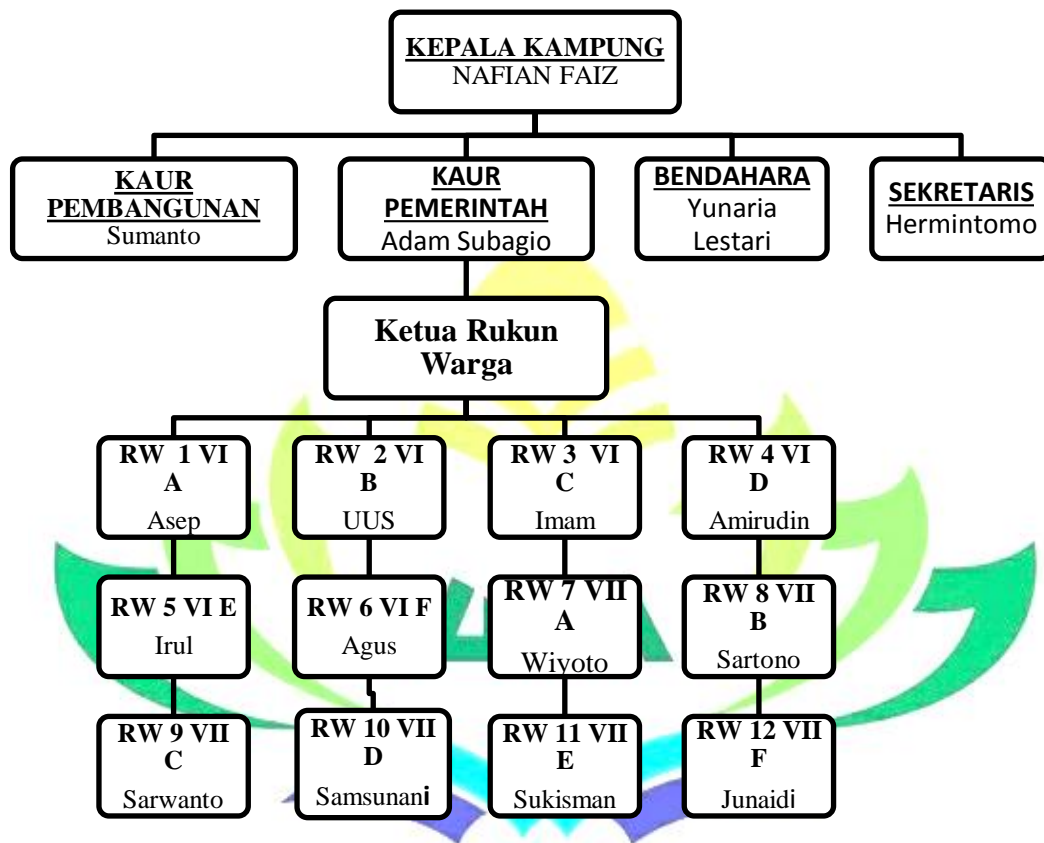 KEPALA KAMPUNG
NAFIAN FAIZ
KAUR
PEMBANGUNAN
Sumanto
KAUR
PEMERINTAH
Adam Subagio
BENDAHARA
Yunaria
Lestari
SEKRETARIS
Hermintomo
Ketua Rukun
Warga
RW 1 VI
A
Asep
RW 2 VI
B
UUS
RW 3 VI
C
Imam
RW 4 VI
D
Amirudin
RW 5 VI E
Irul
RW 6 VI F
Agus
RW 7 VII
A
Wiyoto
RW 8 VII
B
Sartono
RW 9 VII
C
Sarwanto
RW 10 VII
D
Samsunani
RW 11 VII
E
Sukisman
RW 12 VII
F
Junaidi